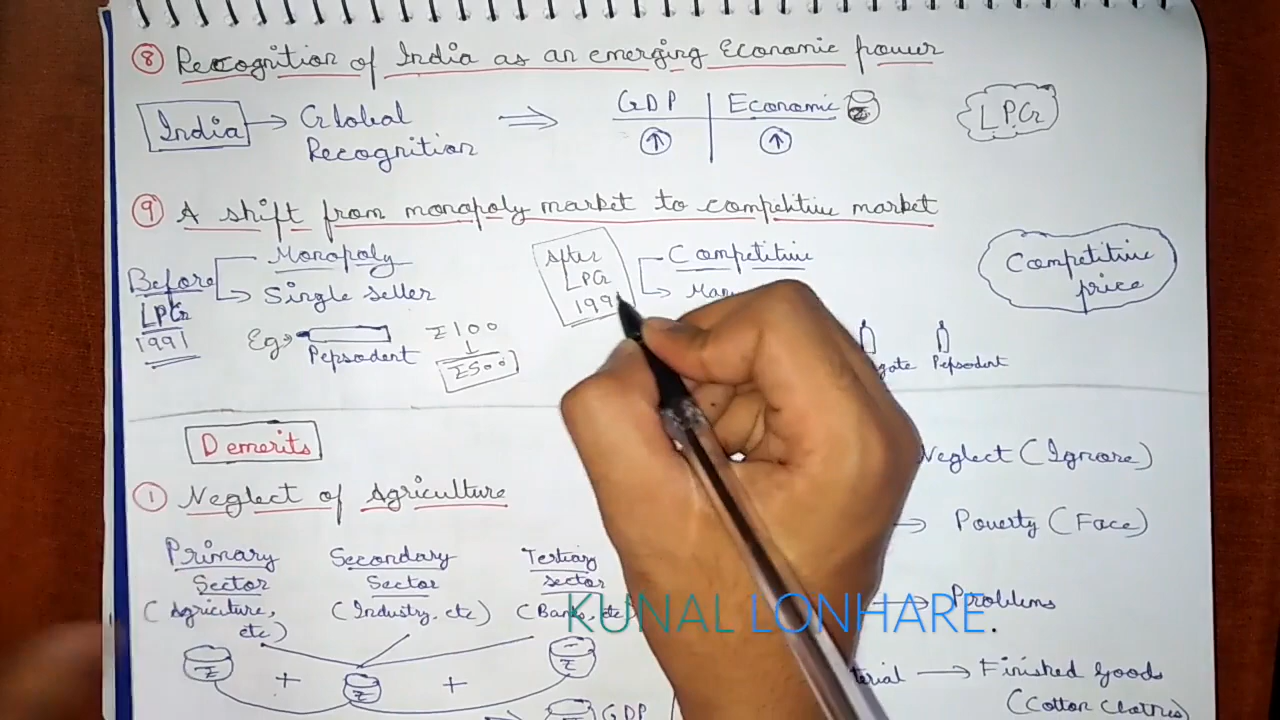 ⑧ Recognition of India as an emerging Economic power
India → Global Recognition ⇒ GDP ↑ | Economic ↑
LPG
⑨ A shift from monopoly market to competitive market
Before LPG 1991
Monopoly
→ Single seller
Eg→ Pepsodent
₹100
↓
₹500
After LPG 1991
Competitive
Competitive price
Pepsodent
Demerits
① Neglect of Agriculture
Neglect (Ignore)
→ Poverty (Face)
→ Problems
→ Finished Goods
(Cotton Clothes)
Primary Sector
(Agriculture, etc)
Secondary Sector
(Industry, etc)
Tertiary sector
(Banks, etc)
+ +
⇒ GDP
KUNAL LONHARE.